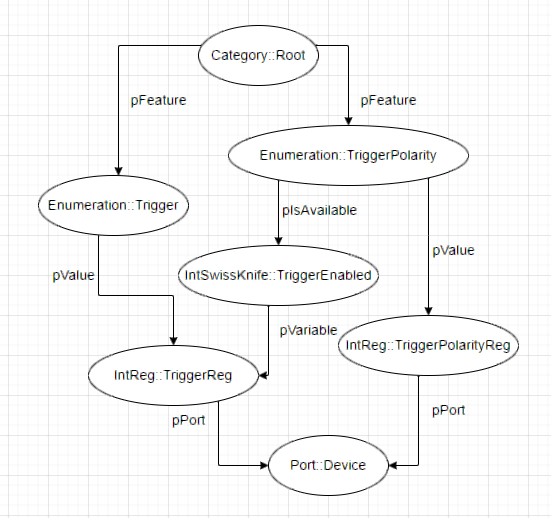 Category::Root
pFeature
pFeature
Enumeration::TriggerPolarity
Enumeration::Trigger
pIsAvailable
pValue
pValue
IntSwissKnife::TriggerEnabled
pVariable
IntReg::TriggerPolarityReg
IntReg::TriggerReg
pPort
pPort
Port::Device